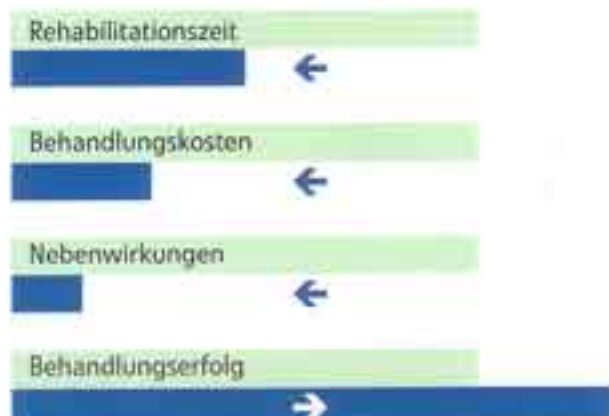 Rehabilitationszeit
Behandlungskosten
Nebenwirkungen
Behandlungserfolg